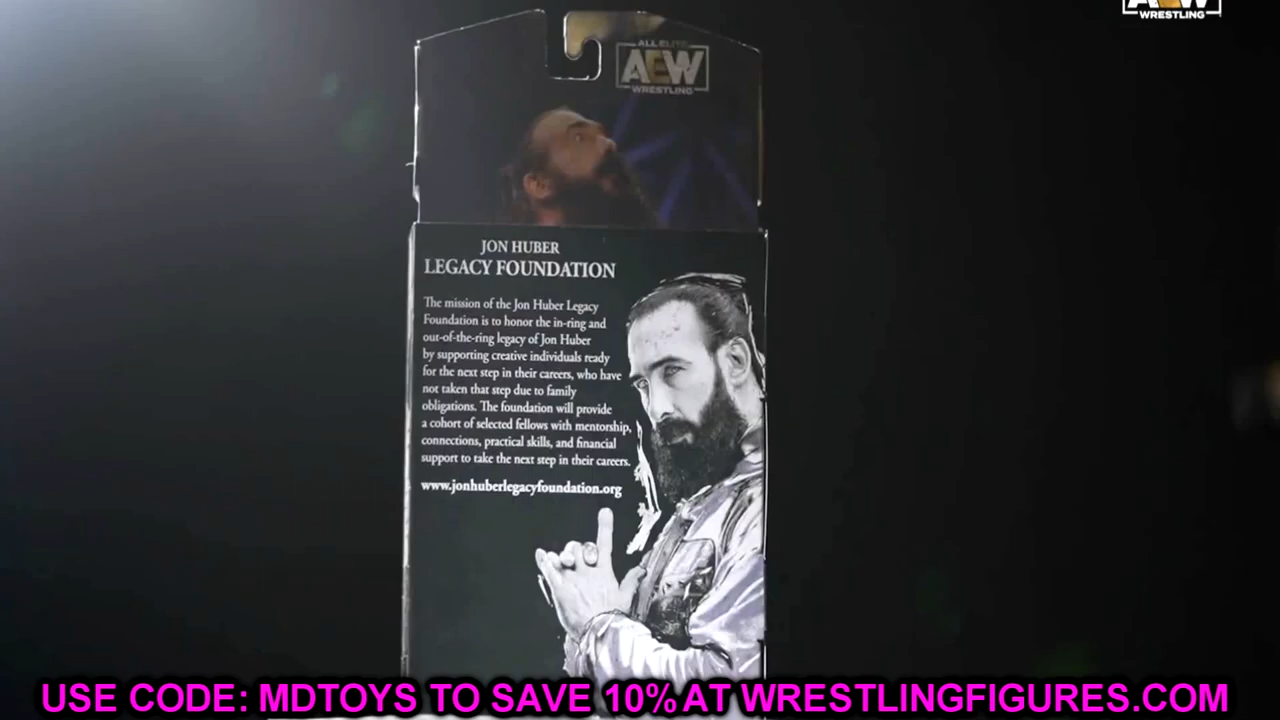 AEW
WRESTLING
ALL ELITE
AEW
WRESTLING
JON HUBER
LEGACY FOUNDATION
The mission of the Jon Huber Legacy
Foundation is to honor the in-ring and
out-of-the-ring legacy of Jon Huber
by supporting creative individuals ready
for the next step in their careers, who have
not taken that step due to family
obligations. The foundation will provide
a cohort of selected fellows with mentorship,
connections, practical skills, and financial
support to take the next step in their careers.
www.jonhuberlegacyfoundation.org
USE CODE: MDTOYS TO SAVE 10% AT WRESTLINGFIGURES.COM